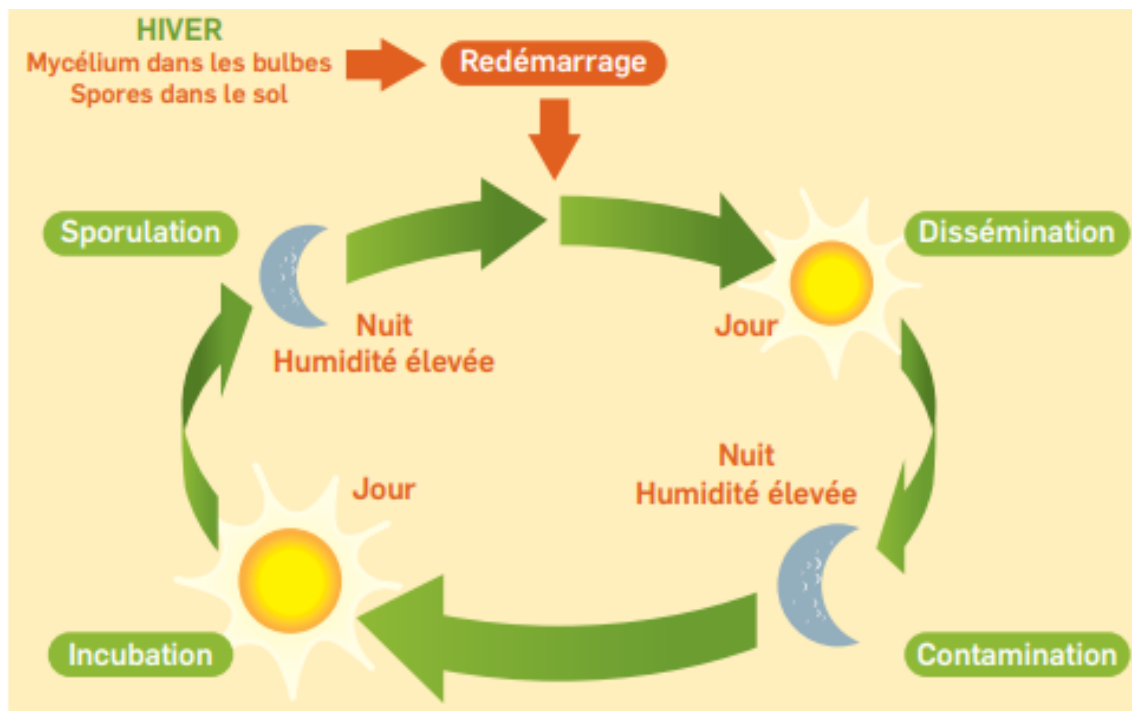 HIVER
Mycélium dans les bulbes
Spores dans le sol
Redémarrage
Sporulation
Dissémination
Nuit
Humidité élevée
Jour
Nuit
Humidité élevée
Jour
Incubation
Contamination